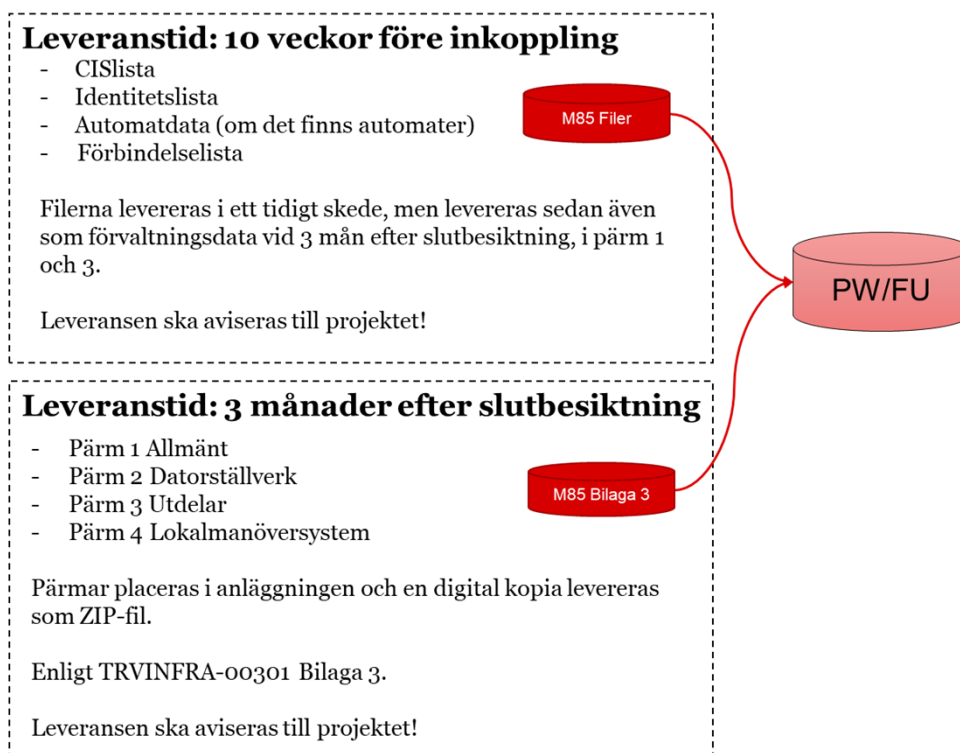 Leveranstid: 10 veckor före inkoppling
- CISlista
- Identitetslista
- Automatdata (om det finns automater)
- Förbindelselista
M85 Filer
Filerna levereras i ett tidigt skede, men levereras sedan även
som förvaltningsdata vid 3 mån efter slutbesiktning, i pärm 1
och 3.
Leveransen ska aviseras till projektet!
PW/FU
Leveranstid: 3 månader efter slutbesiktning
- Pärm 1 Allmänt
- Pärm 2 Datorställverk
- Pärm 3 Utdelar
- Pärm 4 Lokalmanöversystem
M85 Bilaga 3
Pärmar placeras i anläggningen och en digital kopia levereras
som ZIP-fil.
Enligt TRVINFRA-00301 Bilaga 3.
Leveransen ska aviseras till projektet!